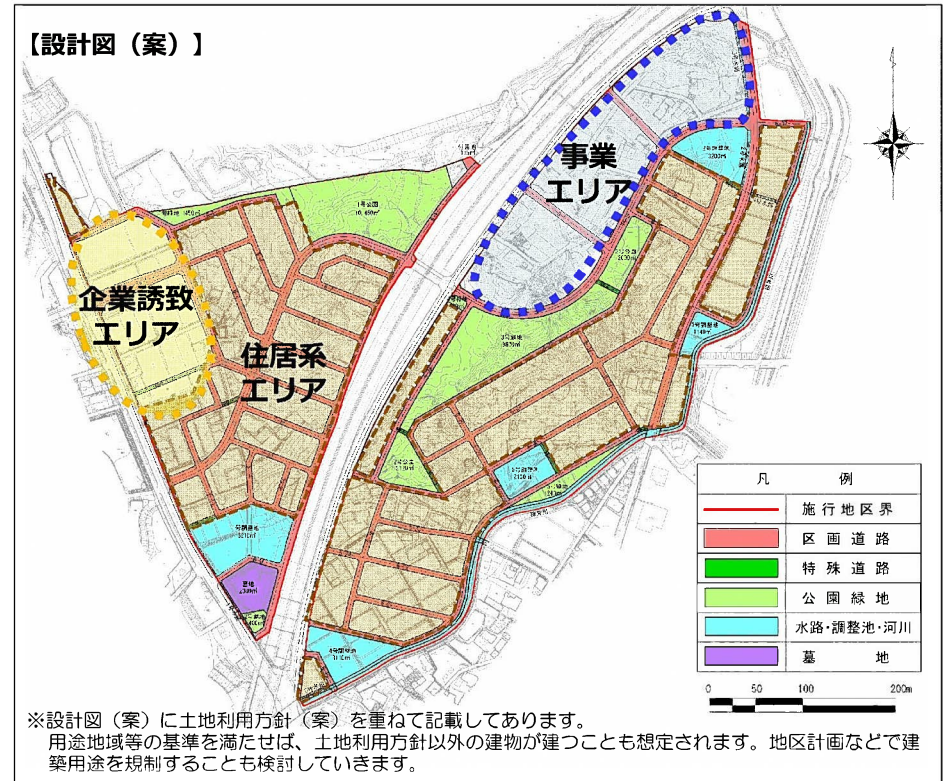 【設計図（案）】
事業
エリア
企業誘致
エリア
住居系
エリア
1号公園
凡　例
施行地区界
区画道路
特殊道路
公園緑地
水路・調整池・河川
墓地
0 50 100 200m
※設計図（案）に土地利用方針（案）を重ねて記載してあります。
用途地域等の基準を満たせば、土地利用方針以外の建物が建つことも想定されます。地区計画などで建
築用途を規制することも検討していきます。